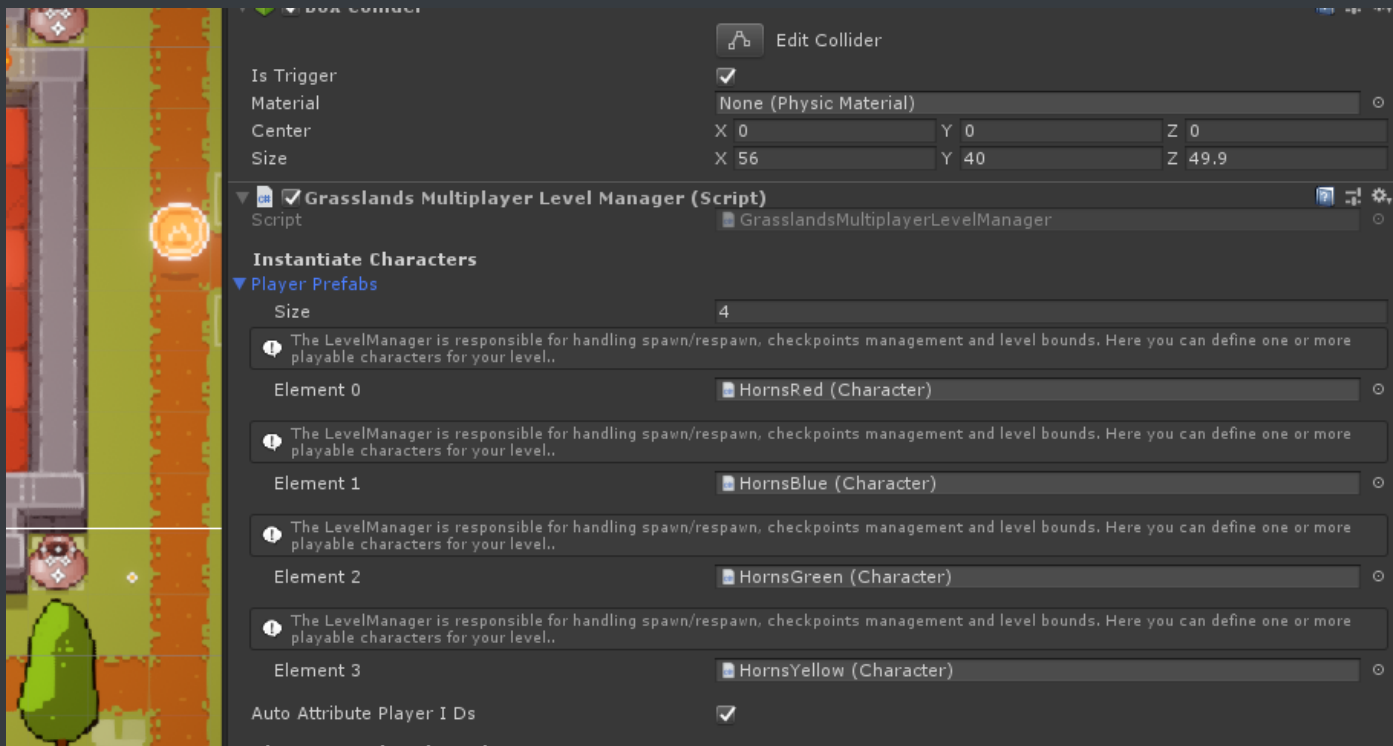 Box Collider
Edit Collider
Is Trigger
Material None (Physic Material)
Center X 0 Y 0 Z 0
Size X 56 Y 40 Z 49.9
Grasslands Multiplayer Level Manager (Script)
Script GrasslandsMultiplayerLevelManager
Instantiate Characters
Player Prefabs
Size 4
The LevelManager is responsible for handling spawn/respawn, checkpoints management and level bounds. Here you can define one or more
playable characters for your level..
Element 0 HornsRed (Character)
The LevelManager is responsible for handling spawn/respawn, checkpoints management and level bounds. Here you can define one or more
playable characters for your level..
Element 1 HornsBlue (Character)
The LevelManager is responsible for handling spawn/respawn, checkpoints management and level bounds. Here you can define one or more
playable characters for your level..
Element 2 HornsGreen (Character)
The LevelManager is responsible for handling spawn/respawn, checkpoints management and level bounds. Here you can define one or more
playable characters for your level..
Element 3 HornsYellow (Character)
Auto Attribute Player I Ds